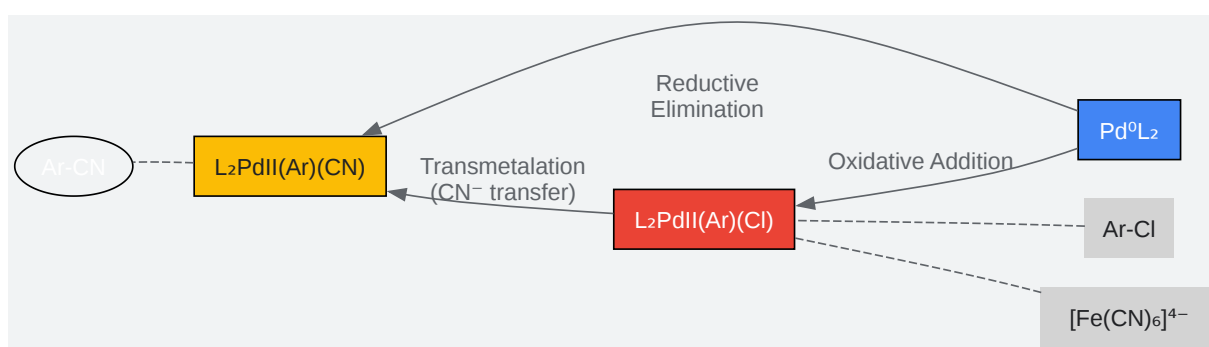 Reductive
Elimination
Pd⁰L₂
Ar-CN
L₂PdII(Ar)(CN)
Transmetalation
(CN⁻ transfer)
Oxidative Addition
L₂PdII(Ar)(Cl)
Ar-Cl
[Fe(CN)₆]⁴⁻